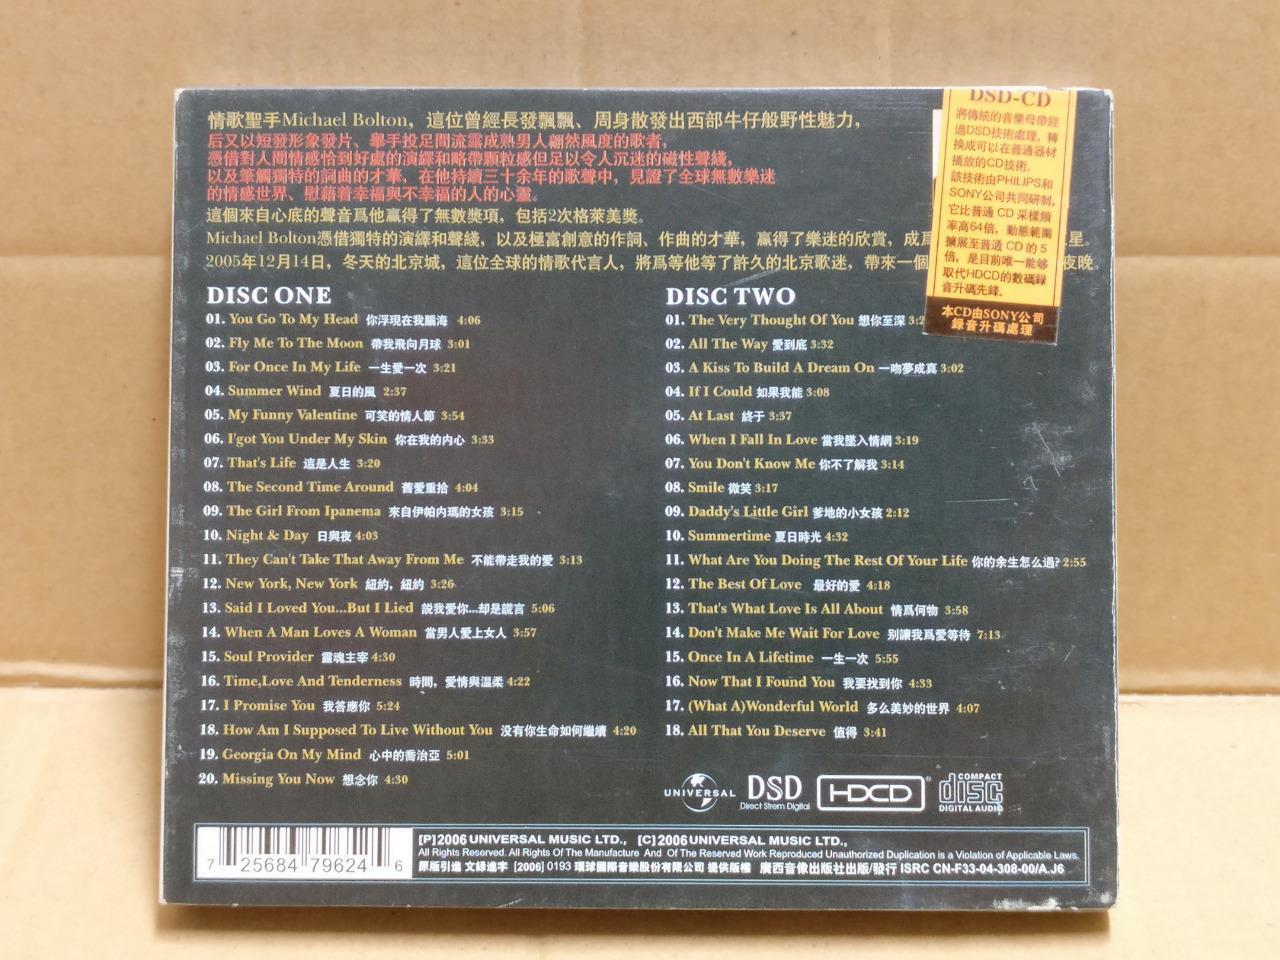 情歌聖手Michael Bolton，這位曾經長發飄飄、周身散發出西部牛仔般野性魅力，
后又以短發形象發片、舉手投足間流露成熟男人翩然風度的歌者，
憑借對人間情感恰到好處的演繹和略帶顆粒感但足以令人沉迷的磁性聲綫，
以及筆觸獨特的詞曲的才華，在他持續三十余年的歌聲中，見證了全球無數樂迷
的情感世界、慰藉着幸福與不幸福的人的心靈。
這個來自心底的聲音爲他贏得了無數獎項，包括2次格萊美獎。
Michael Bolton憑借獨特的演繹和聲綫，以及極富創意的作詞、作曲的才華，贏得了樂迷的欣賞，成爲 星。
2005年12月14日，冬天的北京城，這位全球的情歌代言人，將爲等他等了許久的北京歌迷，帶來一個 夜晚。
DSD-CD
將傳統的音樂母帶經
過DSD技術處理，轉
換成可以在普通器材
播放的CD技術。
該技術由PHILIPS和
SONY公司共同研制，
它比普通 CD 采樣頻
率高64倍，動態範圍
擴展至普通 CD 的 5
倍，是目前唯一能够
取代HDCD的數碼録
音升碼先鋒。
本CD由SONY公司
録音升碼處理
DISC ONE
01. You Go To My Head 你浮現在我腦海 4:06
02. Fly Me To The Moon 帶我飛向月球 3:01
03. For Once In My Life 一生愛一次 3:21
04. Summer Wind 夏日的風 2:37
05. My Funny Valentine 可笑的情人節 3:54
06. I'got You Under My Skin 你在我的内心 3:33
07. That's Life 這是人生 3:20
08. The Second Time Around 舊愛重拾 4:04
09. The Girl From Ipanema 來自伊帕内瑪的女孩 3:15
10. Night & Day 日與夜 4:03
11. They Can't Take That Away From Me 不能帶走我的愛 3:13
12. New York, New York 紐約，紐約 3:26
13. Said I Loved You...But I Lied 説我愛你...却是謊言 5:06
14. When A Man Loves A Woman 當男人愛上女人 3:57
15. Soul Provider 靈魂主宰 4:30
16. Time,Love And Tenderness 時間，愛情與温柔 4:22
17. I Promise You 我答應你 5:24
18. How Am I Supposed To Live Without You 没有你生命如何繼續 4:20
19. Georgia On My Mind 心中的喬治亞 5:01
20. Missing You Now 想念你 4:30
DISC TWO
01. The Very Thought Of You 想你至深 3:2
02. All The Way 愛到底 3:32
03. A Kiss To Build A Dream On 一吻夢成真 3:02
04. If I Could 如果我能 3:08
05. At Last 終于 3:37
06. When I Fall In Love 當我墜入情網 3:19
07. You Don't Know Me 你不了解我 3:14
08. Smile 微笑 3:17
09. Daddy's Little Girl 爹地的小女孩 2:12
10. Summertime 夏日時光 4:32
11. What Are You Doing The Rest Of Your Life 你的余生怎么過? 2:55
12. The Best Of Love 最好的愛 4:18
13. That's What Love Is All About 情爲何物 3:58
14. Don't Make Me Wait For Love 别讓我爲愛等待 7:13
15. Once In A Lifetime 一生一次 5:55
16. Now That I Found You 我要找到你 4:33
17. (What A)Wonderful World 多么美妙的世界 4:07
18. All That You Deserve 值得 3:41
UNIVERSAL
DSD
Direct Strem Digital
HDCD®
COMPACT
disc
DIGITAL AUDIO
7 25684 79624 6
[P]2006 UNIVERSAL MUSIC LTD., [C]2006 UNIVERSAL MUSIC LTD.,
All Rights Reserved. All Rights Of The Manufacture And Of The Reserved Work Reproduced Unauthorized Duplication is a Violation of Applicable Laws.
原版引進 文録進字 [2006] 0193 環球國際音樂股份有限公司 提供版權 廣西音像出版社出版/發行 ISRC CN-F33-04-308-00/A.J6